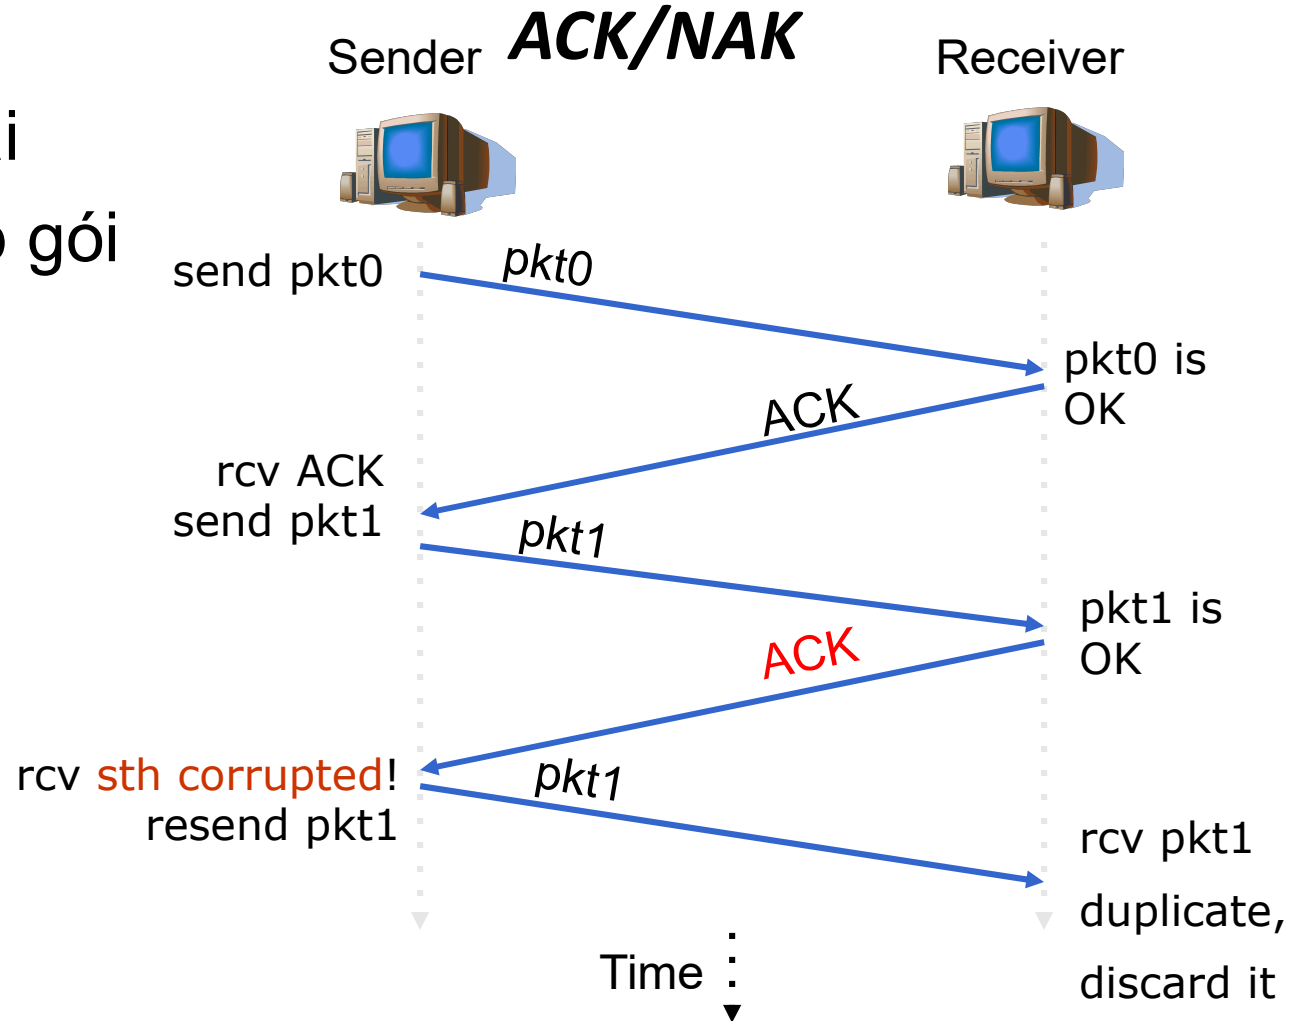 ACK/NAK
Sender
Receiver
gói
send pkt0
pkt0
pkt0 is
OK
ACK
rcv ACK
send pkt1
pkt1
pkt1 is
OK
ACK
rcv sth corrupted!
resend pkt1
pkt1
rcv pkt1
duplicate,
discard it
Time